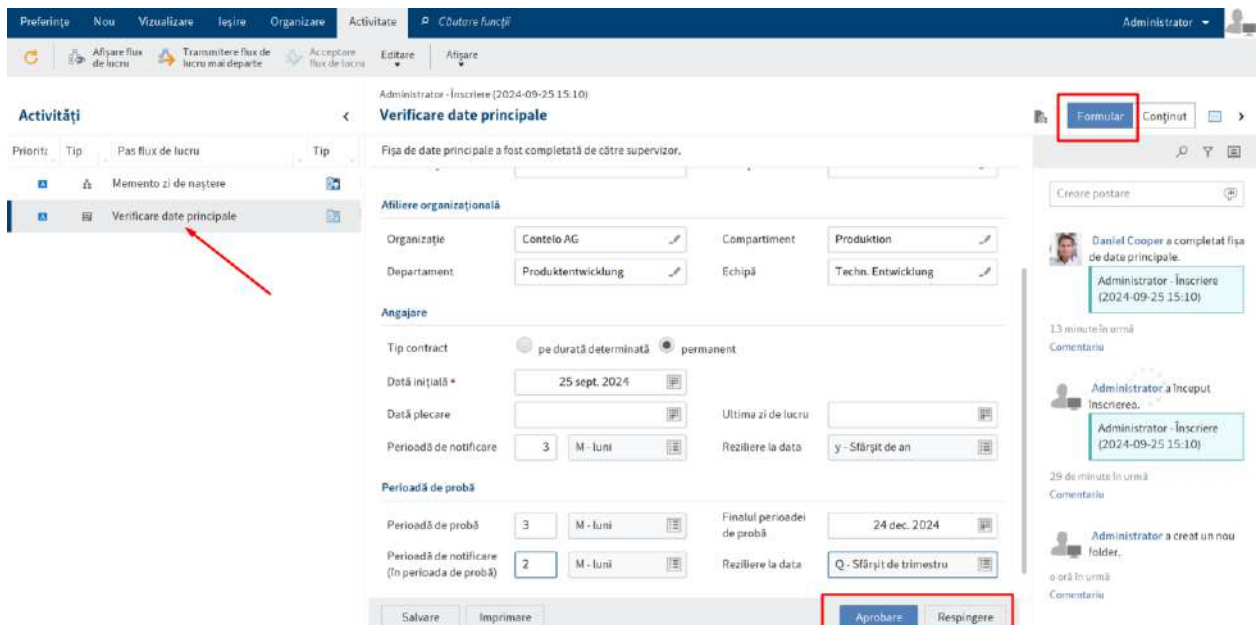 Preferințe Nou Vizualizare Ieșire Organizare Activitate Căutare funcții Administrator
Afișare flux de lucru
Transmitere flux de lucru mai departe
Acceptare flux de lucru
Editare
Afișare
Activități
Prioritε Tip Pas flux de lucru Tip
Memento zi de naștere
Verificare date principale
Administrator - Înscriere (2024-09-25 15:10)
Verificare date principale
Fișa de date principale a fost completată de către supervizor.
Afiliere organizațională
Organizație Contelo AG Compartiment Produktion
Departament Produktentwicklung Echipă Techn. Entwicklung
Angajare
Tip contract pe durată determinată permanent
Dată inițială • 25 sept. 2024
Dată plecare Ultima zi de lucru
Perioadă de notificare 3 M - luni Reziliere la data y - Sfârșit de an
Perioadă de probă
Perioadă de probă 3 M - luni Finalul perioadei de probă 24 dec. 2024
Perioadă de notificare (în perioada de probă) 2 M - luni Reziliere la data Q - Sfârșit de trimestru
Salvare Imprimare Aprobare Respingere
Formular Conținut
Creare postare
Daniel Cooper a completat fișa
de date principale.
Administrator - Înscriere
(2024-09-25 15:10)
13 minute în urmă
Comentariu
Administrator a început
înscrierea.
Administrator - Înscriere
(2024-09-25 15:10)
29 de minute în urmă
Comentariu
Administrator a creat un nou
folder.
o oră în urmă
Comentariu